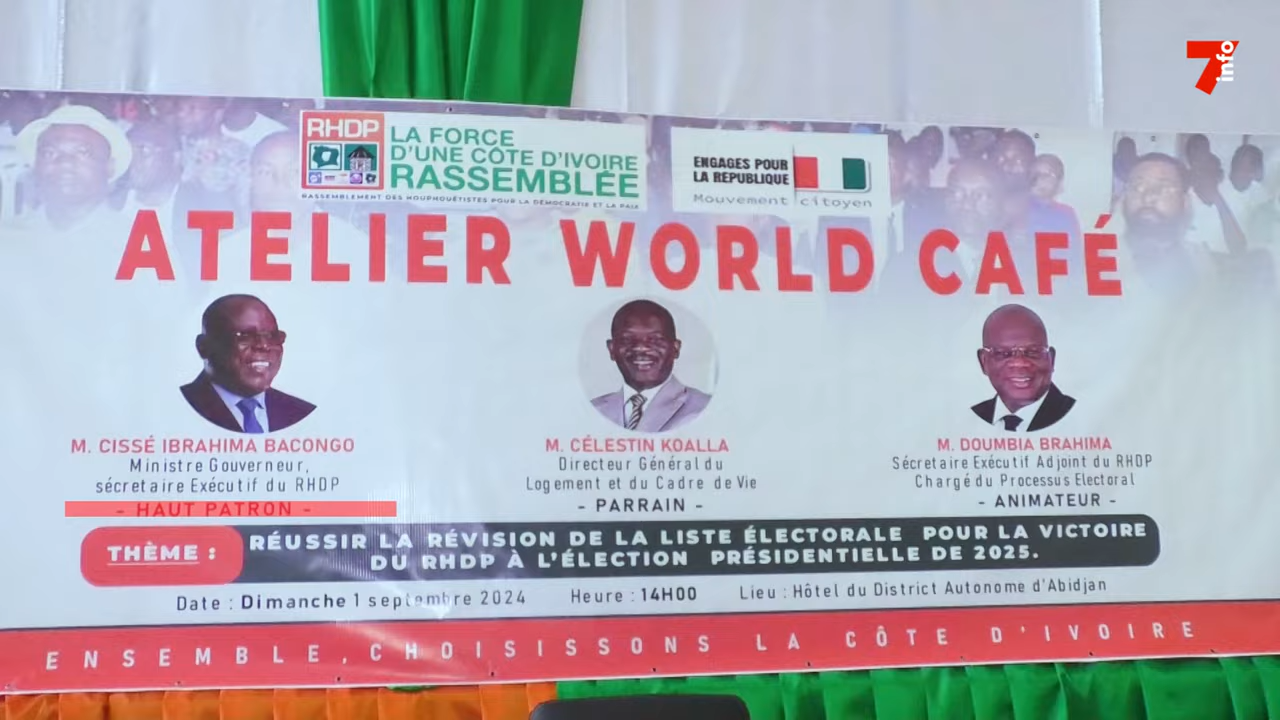 7info
RHDP
LA FORCE
D'UNE CÔTE D'IVOIRE
RASSEMBLÉE
RASSEMBLEMENT DES HOUPHOUËTISTES POUR LA DÉMOCRATIE ET LA PAIX
ENGAGES POUR
LA REPUBLIQUE
Mouvement citoyen
ATELIER WORLD CAFÉ
M. CISSÉ IBRAHIMA BACONGO
Ministre Gouverneur,
sécretaire Exécutif du RHDP
- HAUT PATRON -
M. CÉLESTIN KOALLA
Directeur Général du
Logement et du Cadre de Vie
- PARRAIN -
M. DOUMBIA BRAHIMA
Sécretaire Exécutif Adjoint du RHDP
Chargé du Processus Electoral
- ANIMATEUR -
THÈME :
RÉUSSIR LA RÉVISION DE LA LISTE ÉLECTORALE POUR LA VICTOIRE
DU RHDP À L'ÉLECTION PRÉSIDENTIELLE DE 2025.
Date : Dimanche 1 septembre 2024 Heure : 14H00 Lieu : Hôtel du District Autonome d'Abidjan
ENSEMBLE, CHOISISSONS LA CÔTE D'IVOIRE